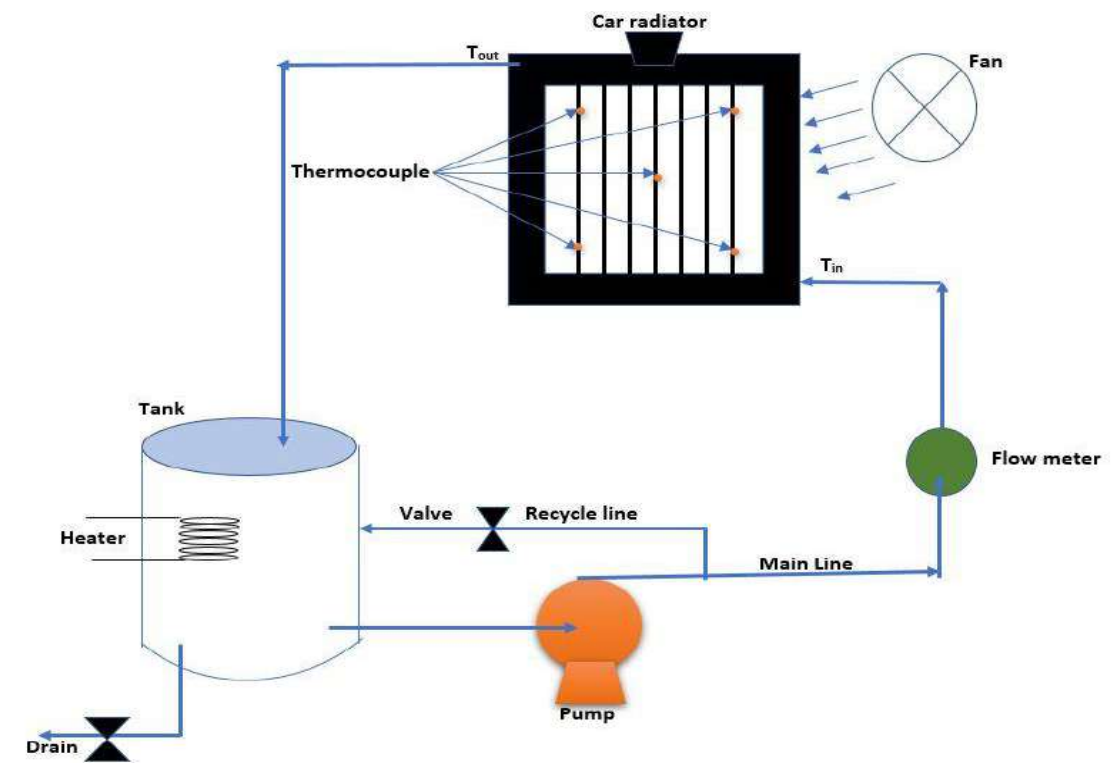 Car radiator
Tout
Fan
Thermocouple
Tin
Tank
Flow meter
Valve
Recycle line
Heater
Main Line
Pump
Drain